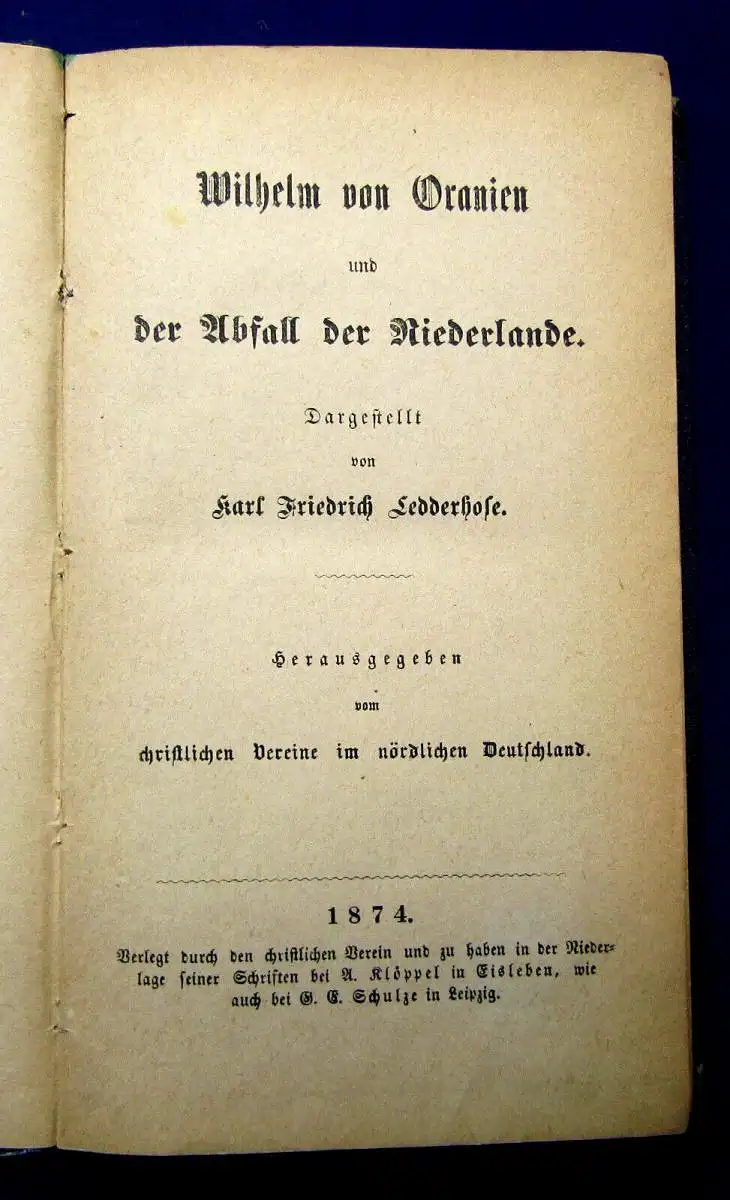 Wilhelm von Oranien
und
der Abfall der Niederlande.
Dargestellt
von
Karl Friedrich Ledderhose.
Herausgegeben
vom
christlichen Vereine im nördlichen Deutschland.
1874.
Verlegt durch den christlichen Verein und zu haben in der Nieder-
lage seiner Schriften bei A. Klöppel in Eisleben, wie
auch bei G. E. Schulze in Leipzig.